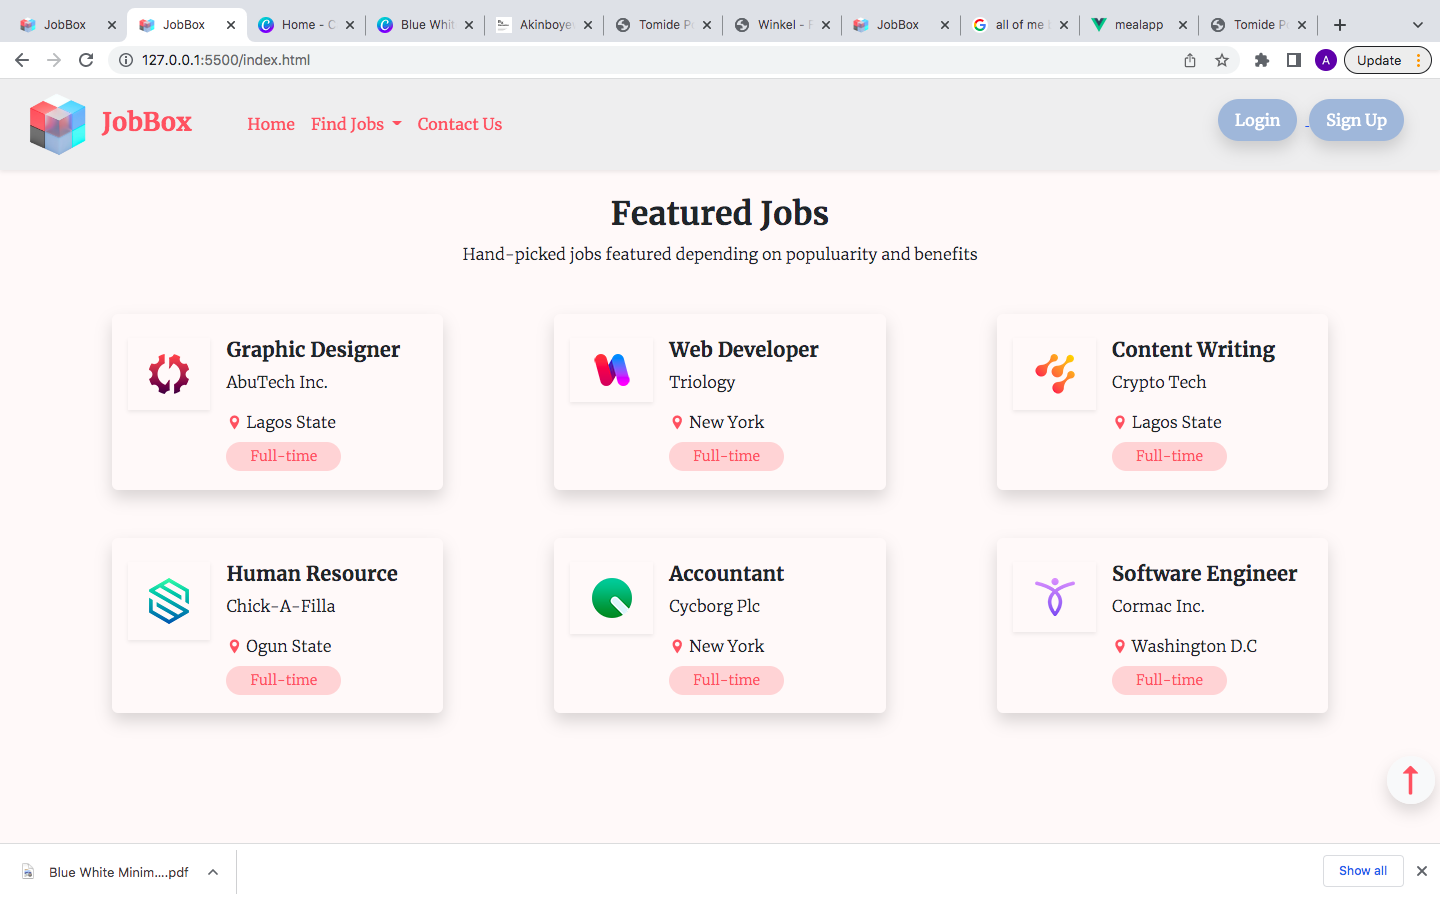 JobBox JobBox Home - C Blue Whit Akinboye Tomide P Winkel - F JobBox all of me mealapp Tomide P
127.0.0.1:5500/index.html A Update
JobBox Home Find Jobs Contact Us Login Sign Up
Featured Jobs
Hand-picked jobs featured depending on populuarity and benefits
Graphic Designer
AbuTech Inc.
Lagos State
Full-time
Web Developer
Triology
New York
Full-time
Content Writing
Crypto Tech
Lagos State
Full-time
Human Resource
Chick-A-Filla
Ogun State
Full-time
Accountant
Cycborg Plc
New York
Full-time
Software Engineer
Cormac Inc.
Washington D.C
Full-time
Blue White Minim....pdf Show all